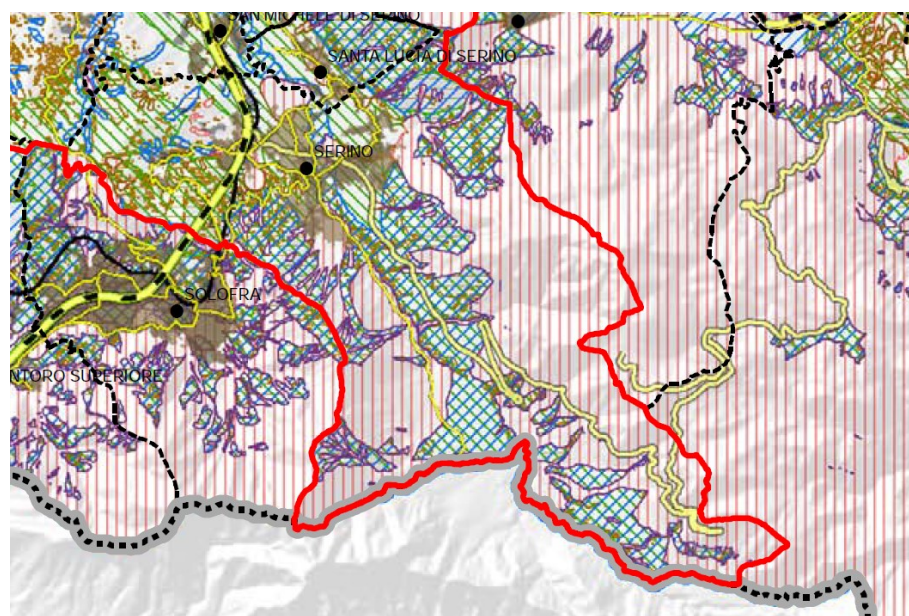 SAN MICHELE DI SERINO
SANTA LUCIA DI SERINO
SERINO
SOLOFRA
NTORO SUPERIORE